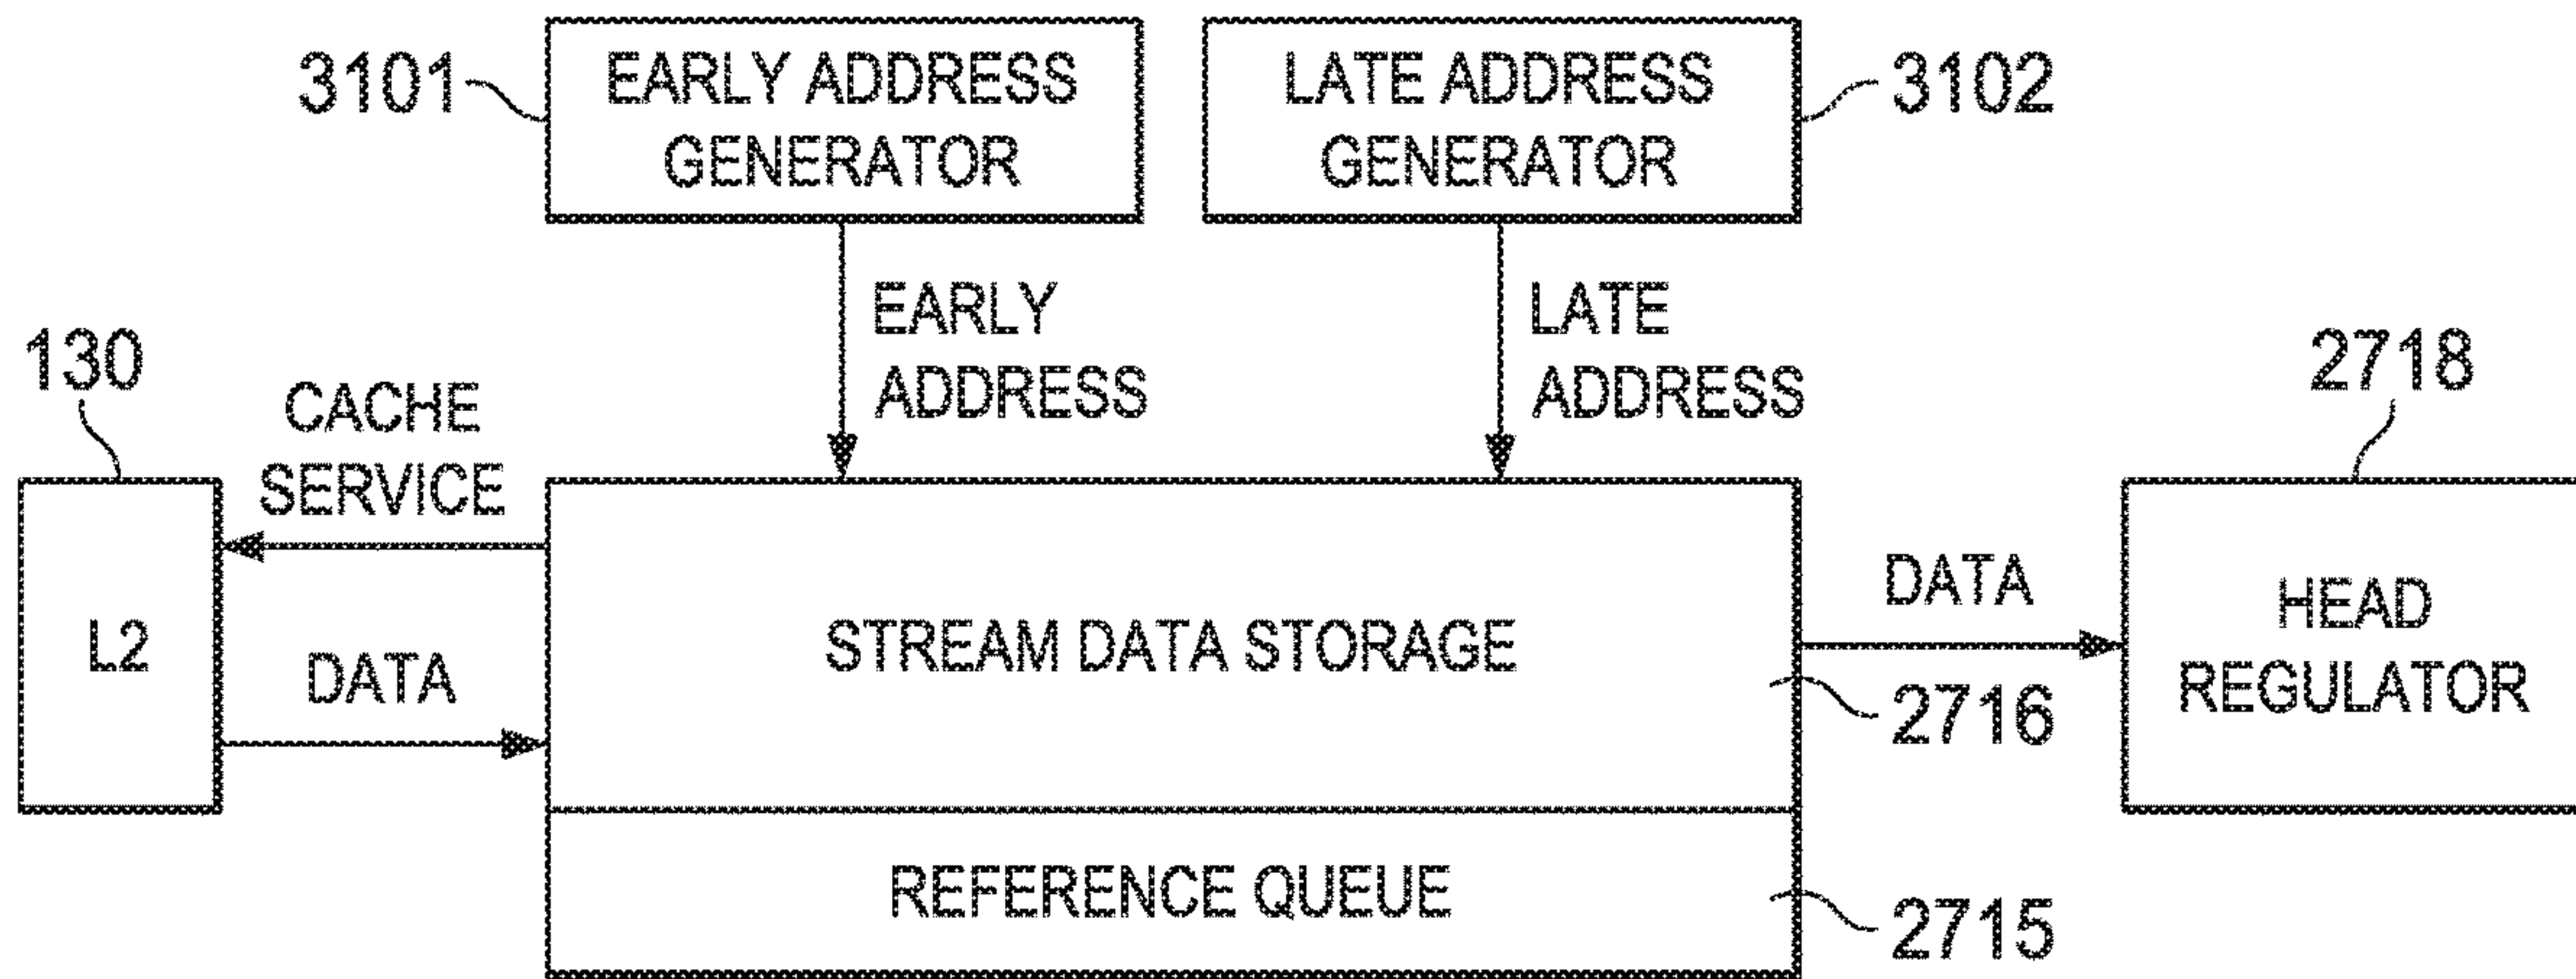 3101
EARLY ADDRESS
GENERATOR
LATE ADDRESS
GENERATOR
3102
EARLY
ADDRESS
LATE
ADDRESS
130
CACHE
SERVICE
2718
L2
DATA
STREAM DATA STORAGE
DATA
HEAD
REGULATOR
2716
REFERENCE QUEUE
2715